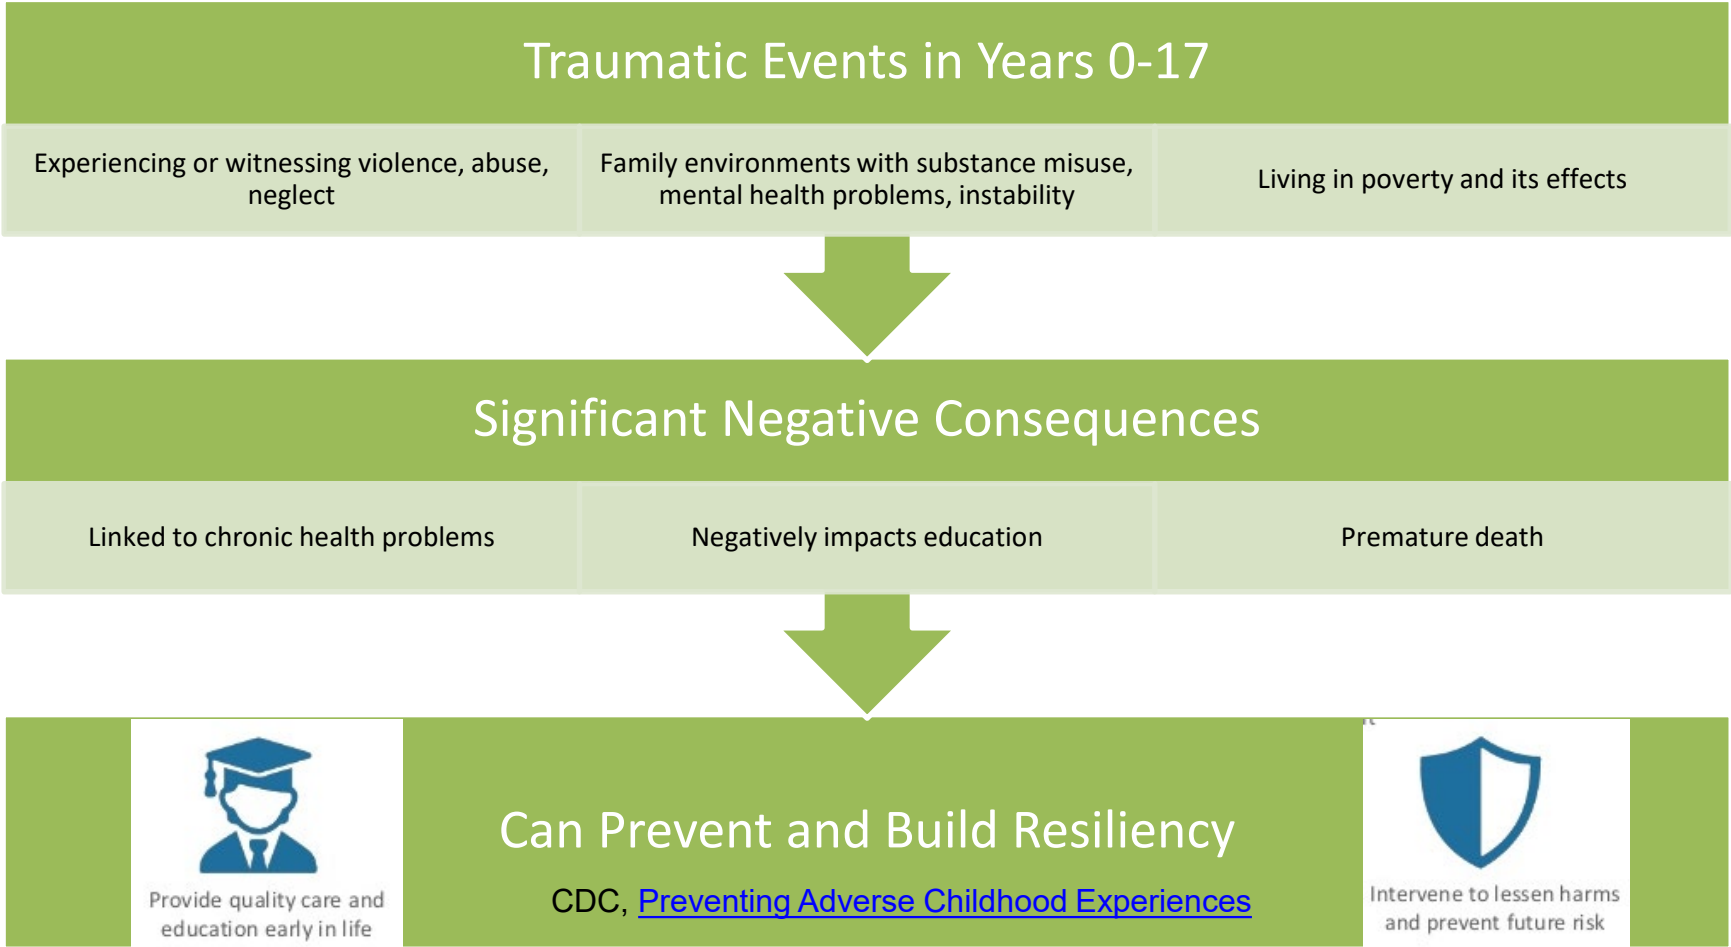 Traumatic Events in Years 0-17
Experiencing or witnessing violence, abuse,
neglect
Family environments with substance misuse,
mental health problems, instability
Living in poverty and its effects
Significant Negative Consequences
Linked to chronic health problems
Negatively impacts education
Premature death
Provide quality care and
education early in life
Can Prevent and Build Resiliency
CDC, Preventing Adverse Childhood Experiences
Intervene to lessen harms
and prevent future risk